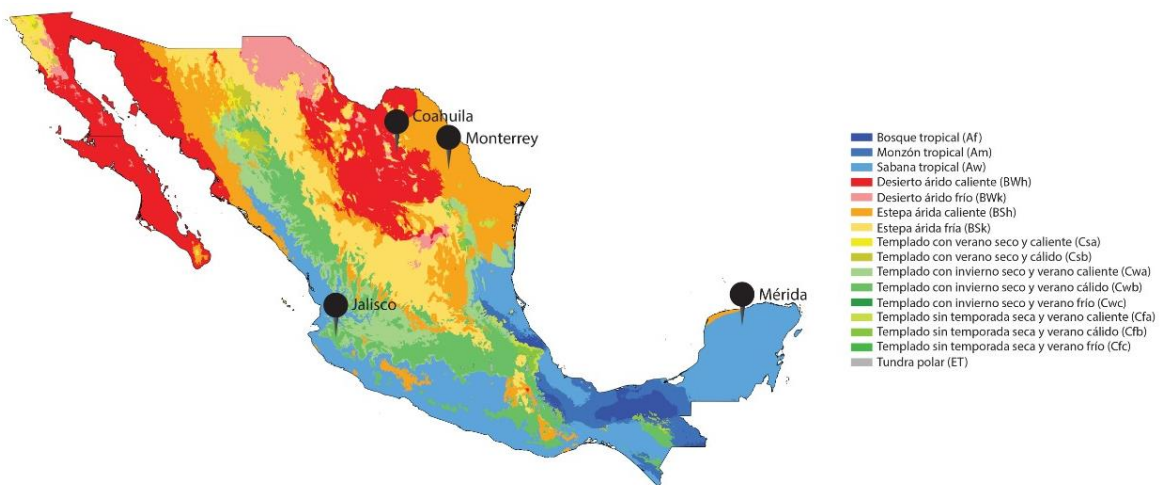 Coahuila
Monterrey
Jalisco
Mérida
Bosque tropical (Af)
Monzón tropical (Am)
Sabana tropical (Aw)
Desierto árido caliente (BWh)
Desierto árido frío (BWk)
Estepa árida caliente (BSh)
Estepa árida fría (BSk)
Templado con verano seco y caliente (Csa)
Templado con verano seco y cálido (Csb)
Templado con invierno seco y verano caliente (Cwa)
Templado con invierno seco y verano cálido (Cwb)
Templado con invierno seco y verano frío (Cwc)
Templado sin temporada seca y verano caliente (Cfa)
Templado sin temporada seca y verano cálido (Cfb)
Templado sin temporada seca y verano frío (Cfc)
Tundra polar (ET)